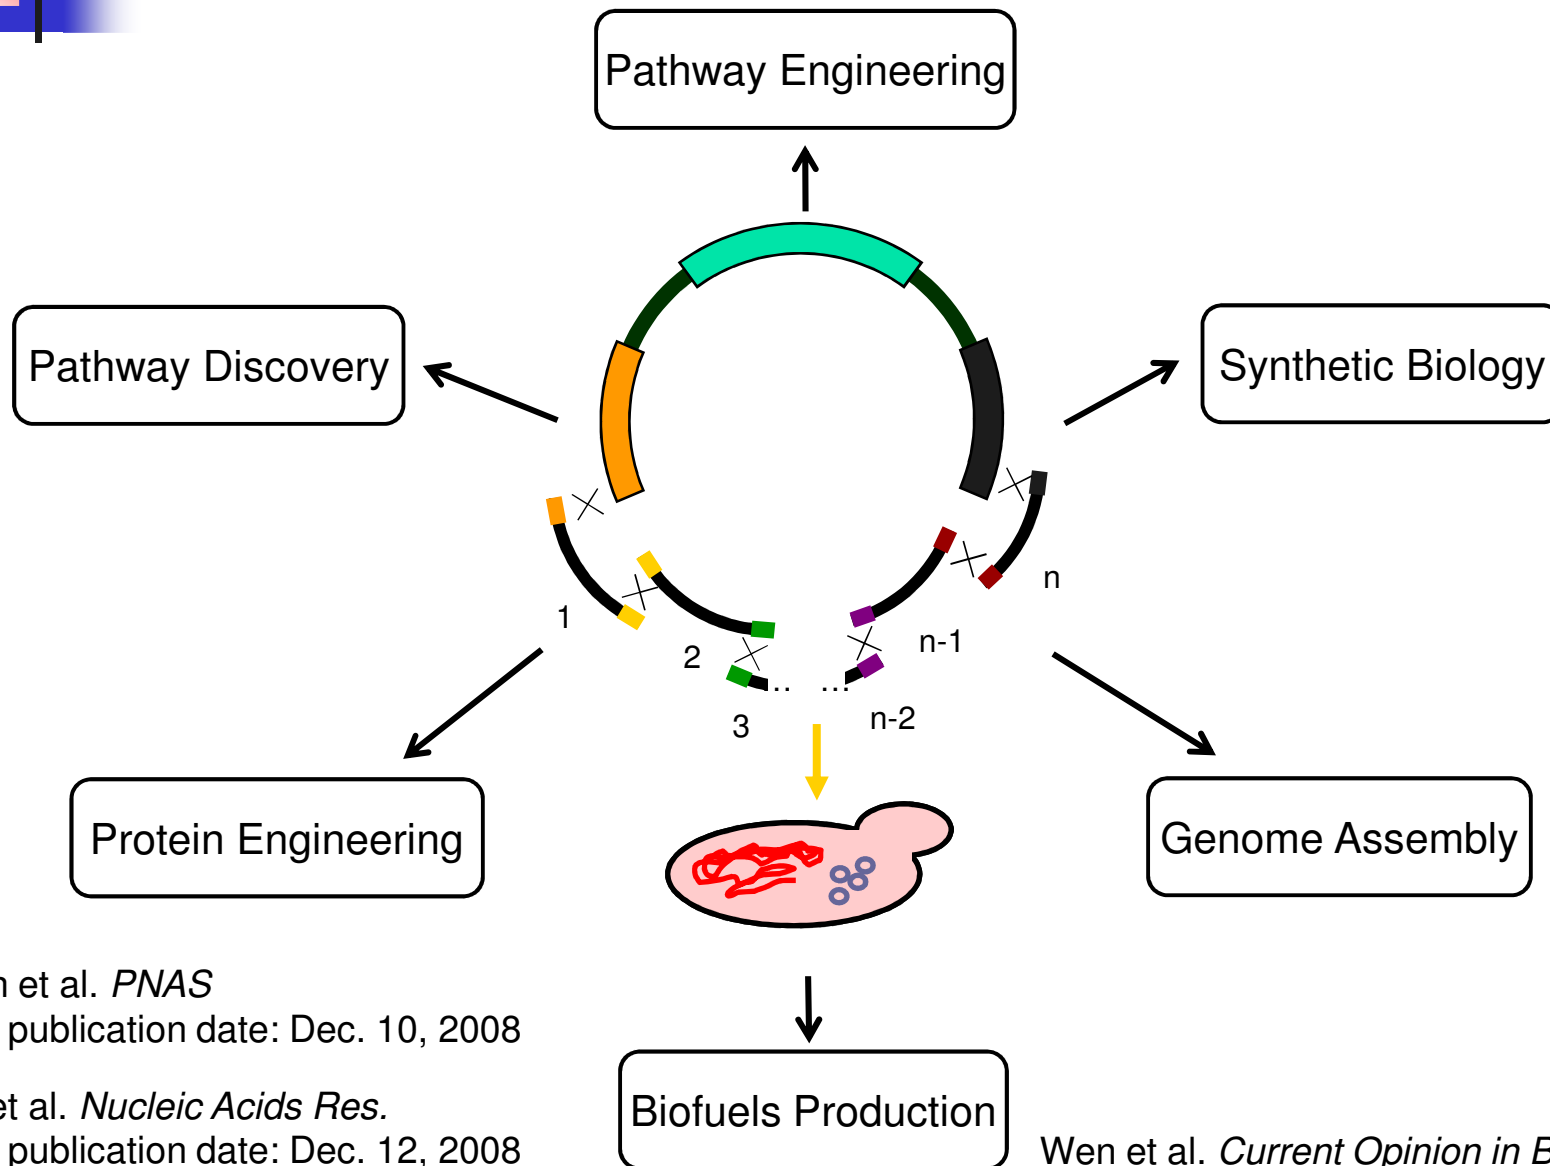 Pathway Engineering
Pathway Discovery
Synthetic Biology
1
2
3
..
...
n-2
n-1
n
Protein Engineering
Genome Assembly
et al. PNAS
publication date: Dec. 10, 2008
et al. Nucleic Acids Res.
publication date: Dec. 12, 2008
Biofuels Production
Wen et al. Current Opinion in